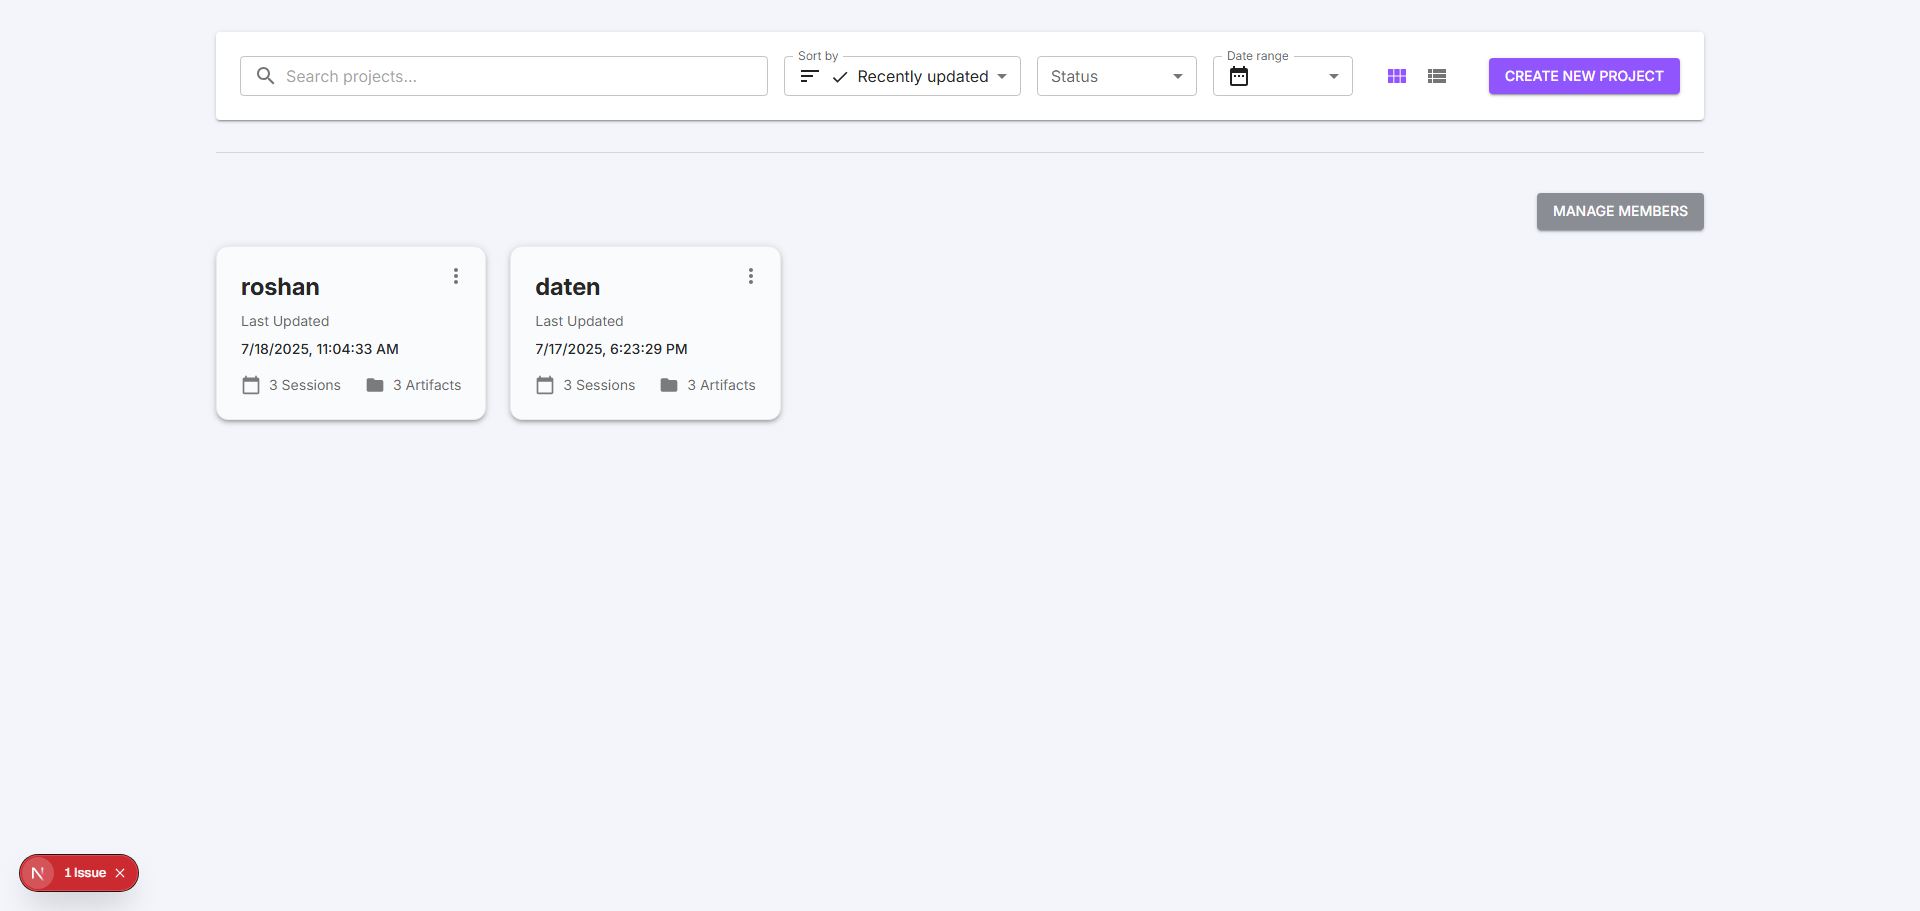 Search projects...
Sort by
Recently updated
Status
Date range
CREATE NEW PROJECT
MANAGE MEMBERS
roshan
Last Updated
7/18/2025, 11:04:33 AM
3 Sessions
3 Artifacts
daten
Last Updated
7/17/2025, 6:23:29 PM
3 Sessions
3 Artifacts
N
1 Issue